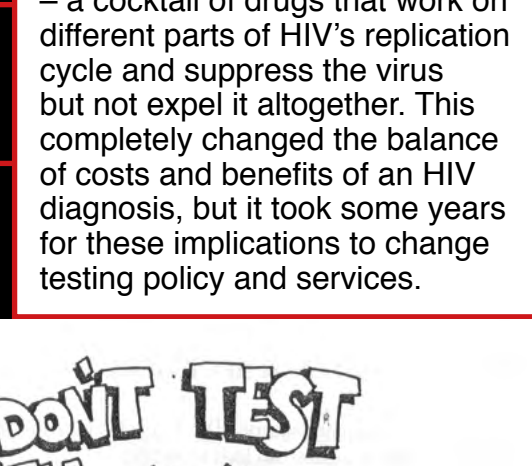 – a cocktail of drugs that work on
different parts of HIV’s replication
cycle and suppress the virus
but not expel it altogether. This
completely changed the balance
of costs and benefits of an HIV
diagnosis, but it took some years
for these implications to change
testing policy and services.
DON'T TEST